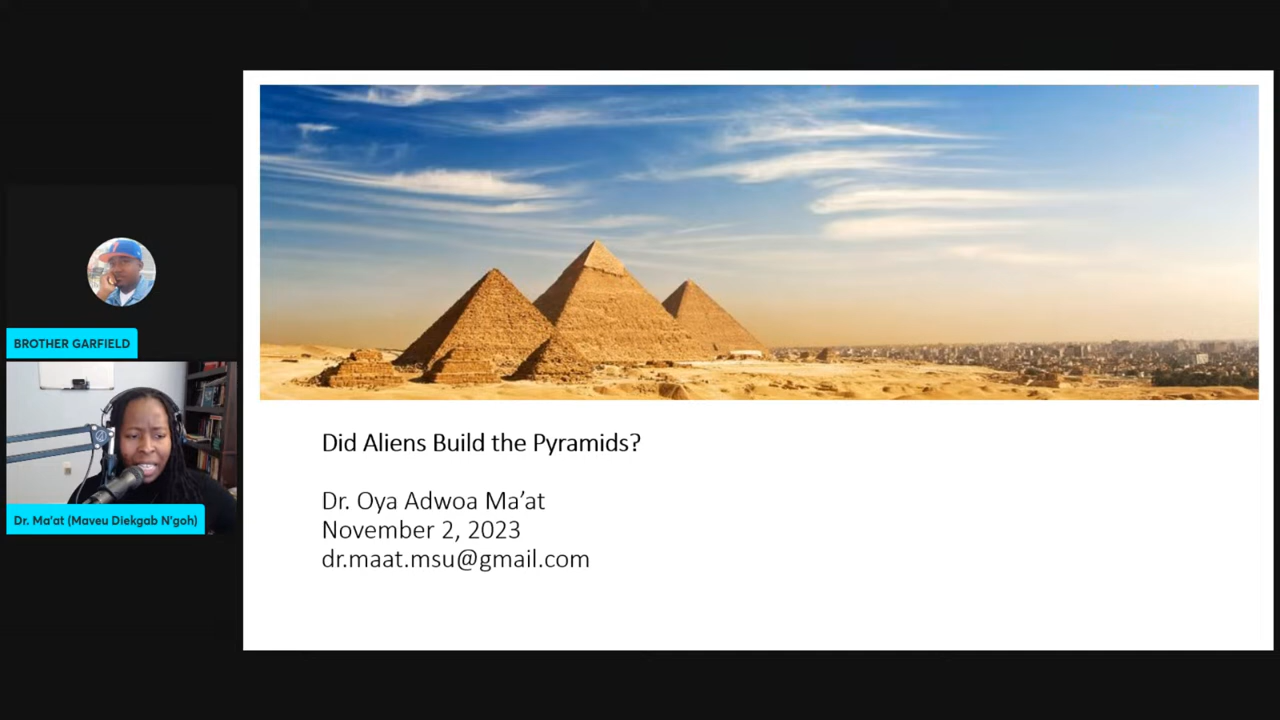 BROTHER GARFIELD
Dr. Ma'at (Maveu Diekgab N'goh)
Did Aliens Build the Pyramids?
Dr. Oya Adwoa Ma’at
November 2, 2023
dr.maat.msu@gmail.com